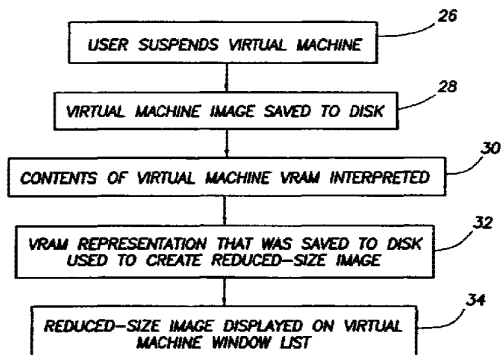 26
USER SUSPENDS VIRTUAL MACHINE
28
VIRTUAL MACHINE IMAGE SAVED TO DISK
30
CONTENTS OF VIRTUAL MACHINE VRAM INTERPRETED
32
VRAM REPRESENTATION THAT WAS SAVED TO DISK
USED TO CREATE REDUCED-SIZE IMAGE
34
REDUCED-SIZE IMAGE DISPLAYED ON VIRTUAL
MACHINE WINDOW LIST